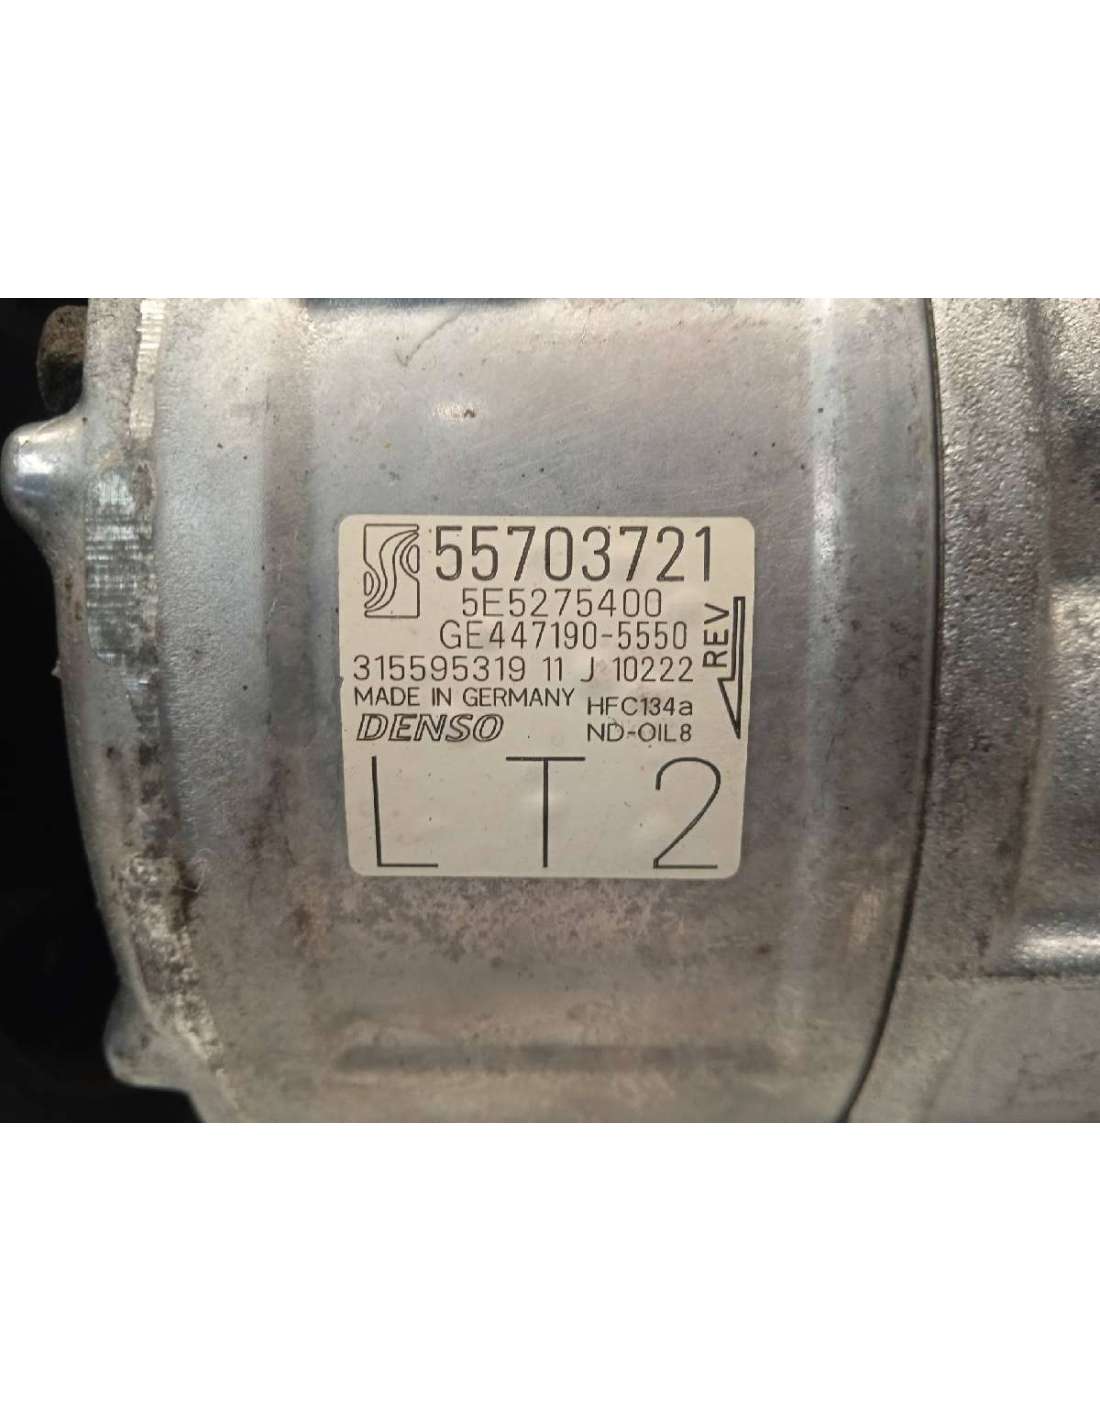 55703721
5E5275400
GE447190-5550
REV
315595319 11 J 10222
MADE IN GERMANY
HFC134a
DENSO
ND-OIL8
LT2